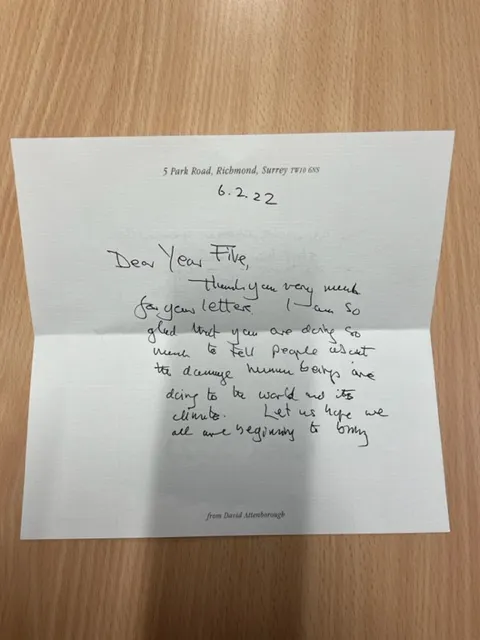 5 Park Road, Richmond, Surrey TW10 6NS
6.2.22
Dear Year Five,
Thank you very much
for your letters. I am so
glad that you are doing so
much to tell people about
the damage human beings are
doing to the world and its
climate. Let us hope we
all are beginning to bring
from David Attenborough